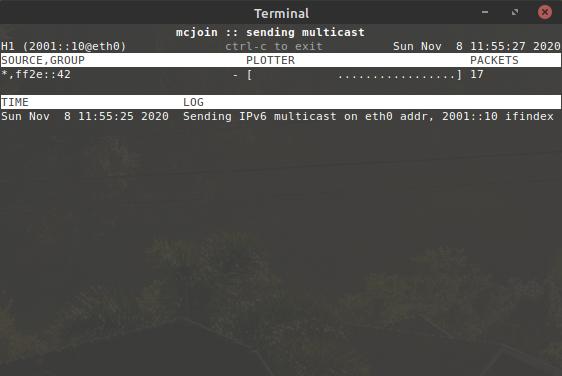 Terminal
mcjoin :: sending multicast
H1 (2001::10@eth0) ctrl-c to exit Sun Nov  8 11:55:27 2020
SOURCE,GROUP PLOTTER PACKETS
*,ff2e::42 - [            .................] 17
TIME LOG
Sun Nov  8 11:55:25 2020  Sending IPv6 multicast on eth0 addr, 2001::10 ifindex